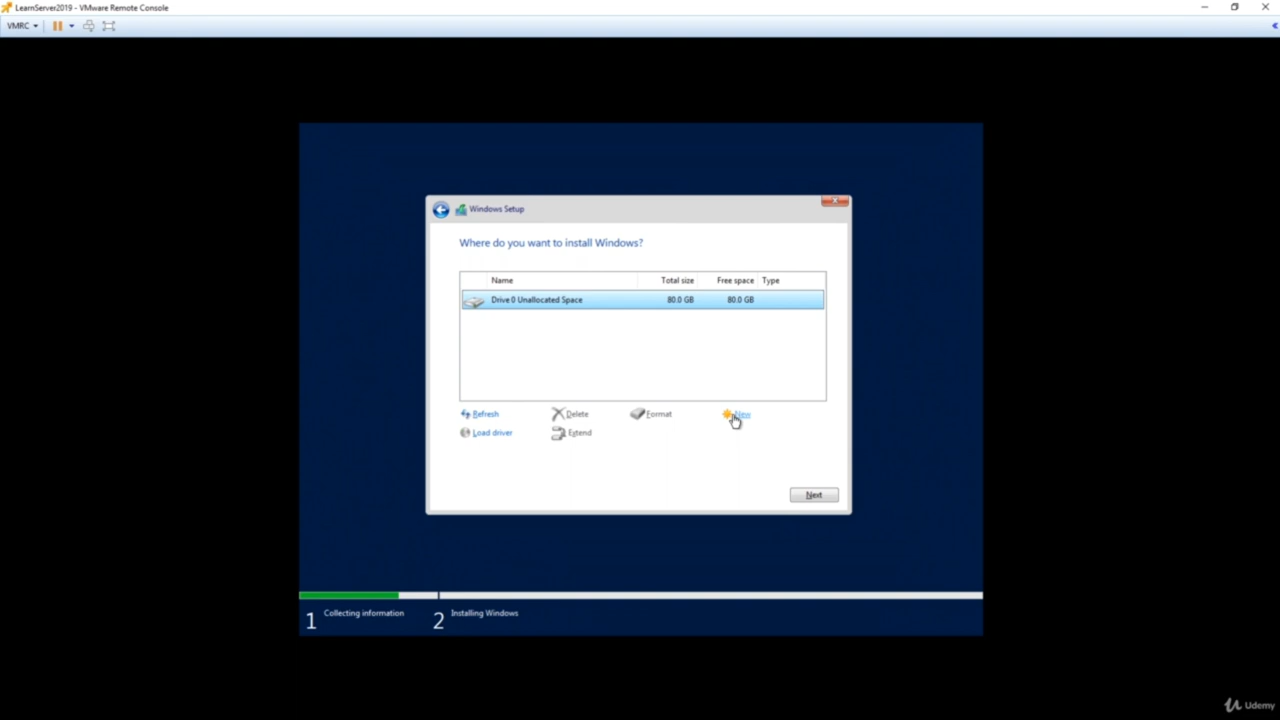 LearnServer2019 - VMware Remote Console
VMRC
Windows Setup
Where do you want to install Windows?
Name Total size Free space Type
Drive 0 Unallocated Space 80.0 GB 80.0 GB
Refresh Delete Format New
Load driver Extend
Next
1 Collecting information 2 Installing Windows
Udemy